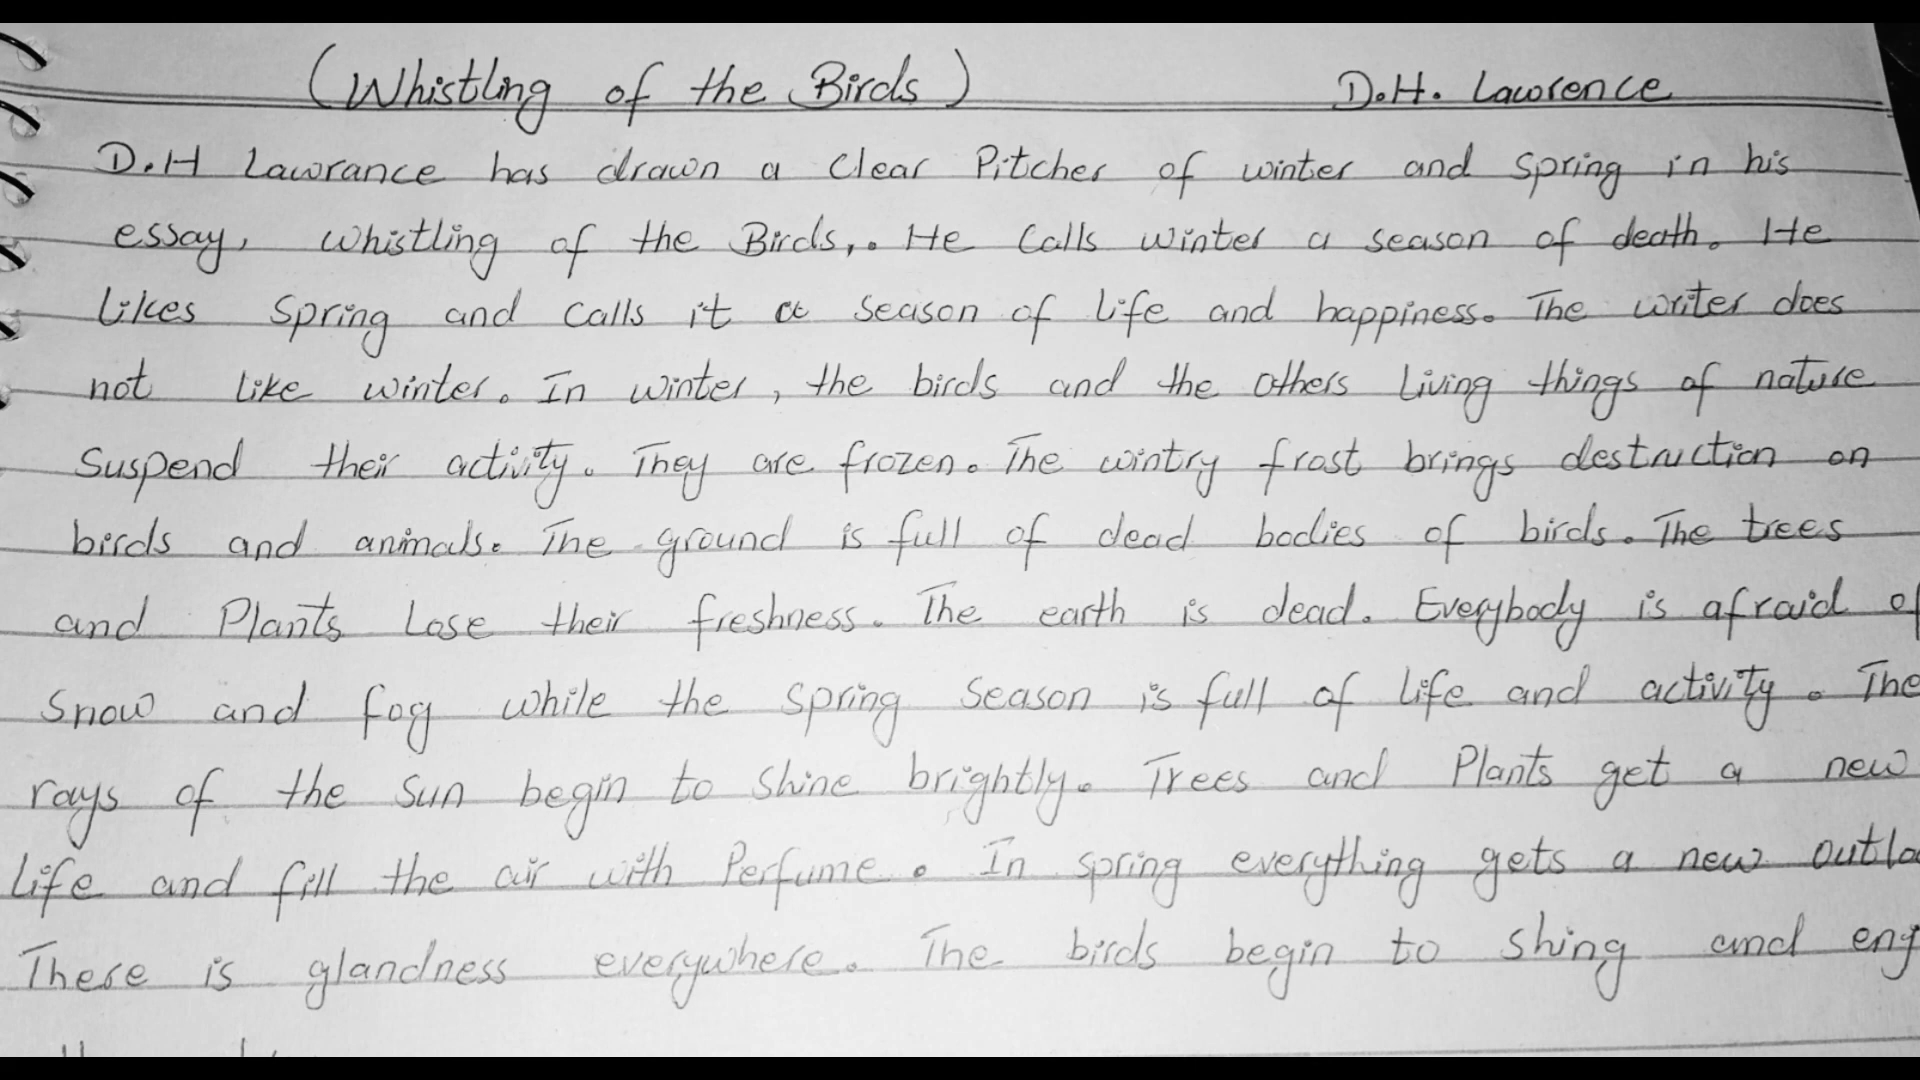 (Whistling of the Birds) D.H. Lawrence
D.H Lawrance has drawn a clear Pitcher of winter and spring in his
essay, whistling of the Birds,. He calls winter a season of death. He
likes spring and calls it a season of life and happiness. The writer does
not like winter. In winter, the birds and the others living things of nature
suspend their activity. They are frozen. The wintry frost brings destruction on
birds and animals. The ground is full of dead bodies of birds. The trees
and Plants lose their freshness. The earth is dead. Everybody is afraid of
snow and fog while the spring season is full of life and activity. The
rays of the sun begin to shine brightly. Trees and Plants get a new
life and fill the air with Perfume. In spring everything gets a new
There is glandness everywhere. The birds begin to shing and